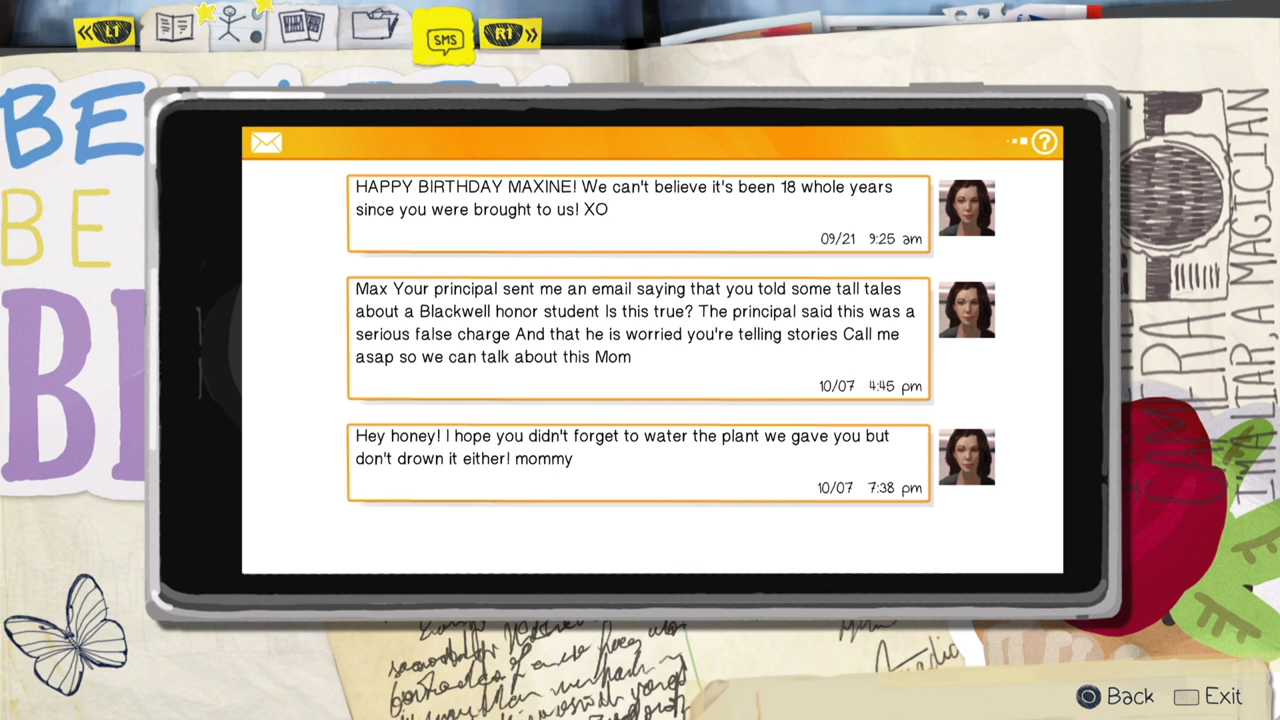 L1
SMS
R1
BE
BE
HAPPY BIRTHDAY MAXINE! We can't believe it's been 18 whole years
since you were brought to us! XO
09/21 9:25 am
Max Your principal sent me an email saying that you told some tall tales
about a Blackwell honor student Is this true? The principal said this was a
serious false charge And that he is worried you're telling stories Call me
asap so we can talk about this Mom
10/07 4:45 pm
Hey honey! I hope you didn't forget to water the plant we gave you but
don't drown it either! mommy
10/07 7:38 pm
CAMERA
LIAR, A MAGICIAN
Back
Exit